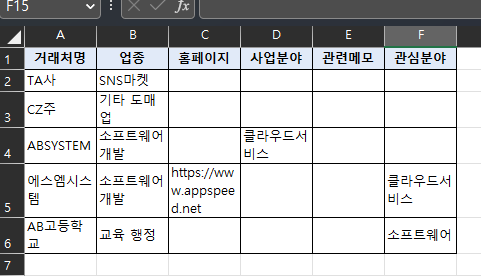 F15
A B C D E F
1 거래처명 업종 홈페이지 사업분야 관련메모 관심분야
2 TA사 SNS마켓
기타 도매
3 CZ주 업
소프트웨어 클라우드서
4 ABSYSTEM 개발 비스
https://ww
에스엠시스 소프트웨어 w.appspee 클라우드서
5 템 개발 d.net 비스
AB고등학
6 교 교육 행정 소프트웨어
7